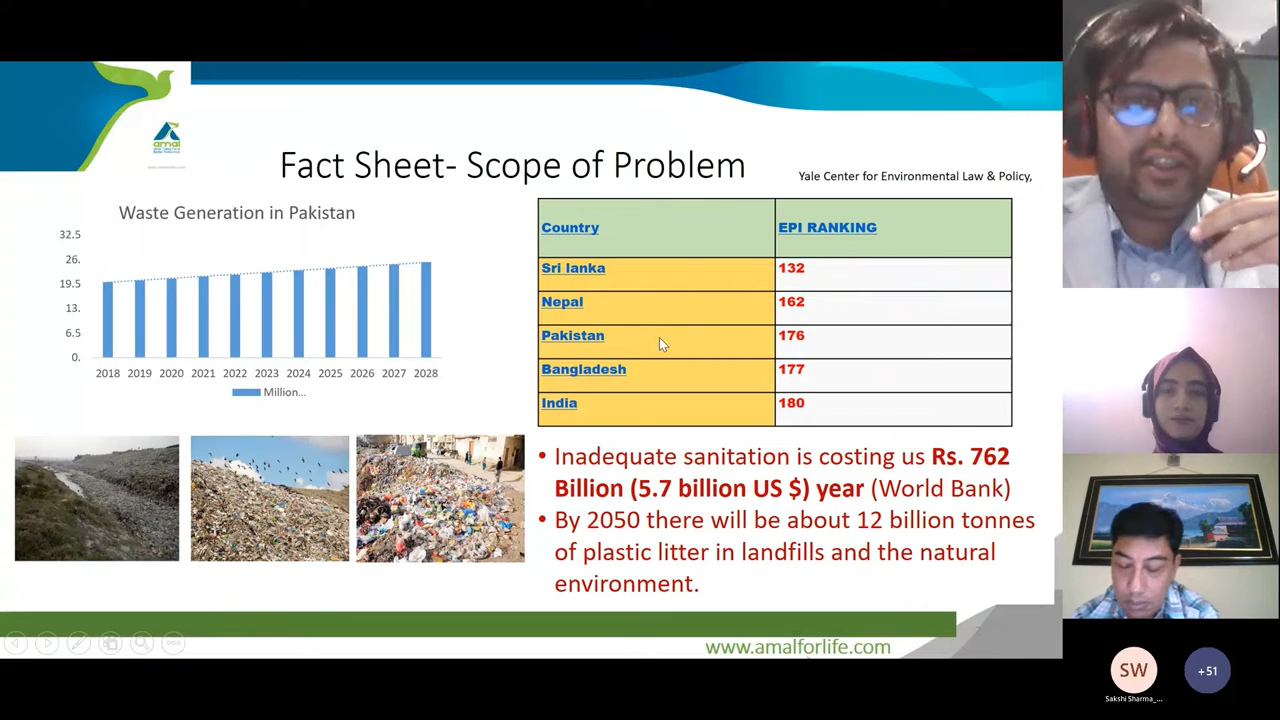 amal
Fact Sheet- Scope of Problem
Yale Center for Environmental Law & Policy,
Waste Generation in Pakistan
32.5
26.
19.5
13.
6.5
0.
2018 2019 2020 2021 2022 2023 2024 2025 2026 2027 2028
Million...
Country EPI RANKING
Sri lanka 132
Nepal 162
Pakistan 176
Bangladesh 177
India 180
• Inadequate sanitation is costing us Rs. 762
Billion (5.7 billion US $) year (World Bank)
• By 2050 there will be about 12 billion tonnes
of plastic litter in landfills and the natural
environment.
www.amalforlife.com
SW
+51
Sakshi Sharma_...